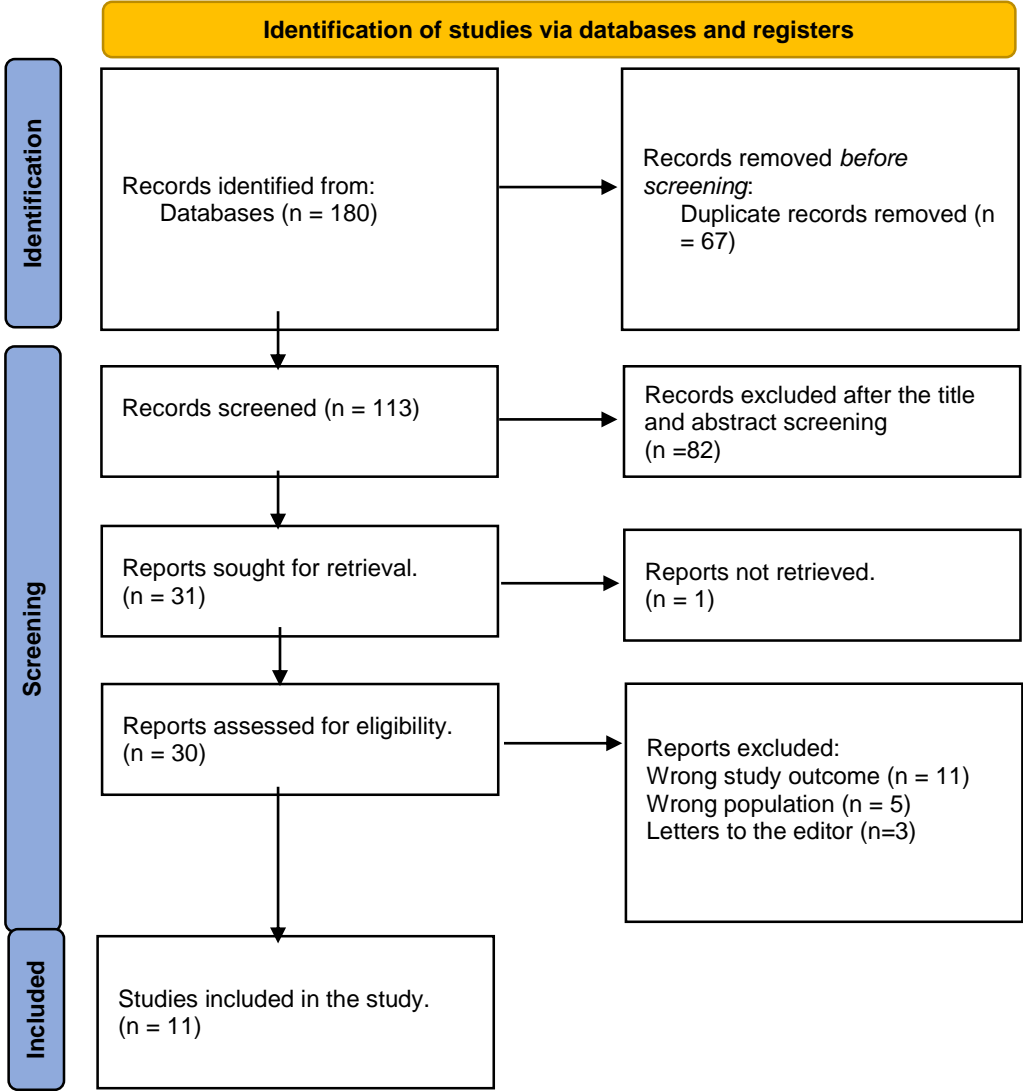 Identification of studies via databases and registers
Identification
Records identified from:
Databases (n = 180)
Records removed before
screening:
Duplicate records removed (n
= 67)
Screening
Records screened (n = 113)
Records excluded after the title
and abstract screening
(n =82)
Reports sought for retrieval.
(n = 31)
Reports not retrieved.
(n = 1)
Reports assessed for eligibility.
(n = 30)
Reports excluded:
Wrong study outcome (n = 11)
Wrong population (n = 5)
Letters to the editor (n=3)
Included
Studies included in the study.
(n = 11)